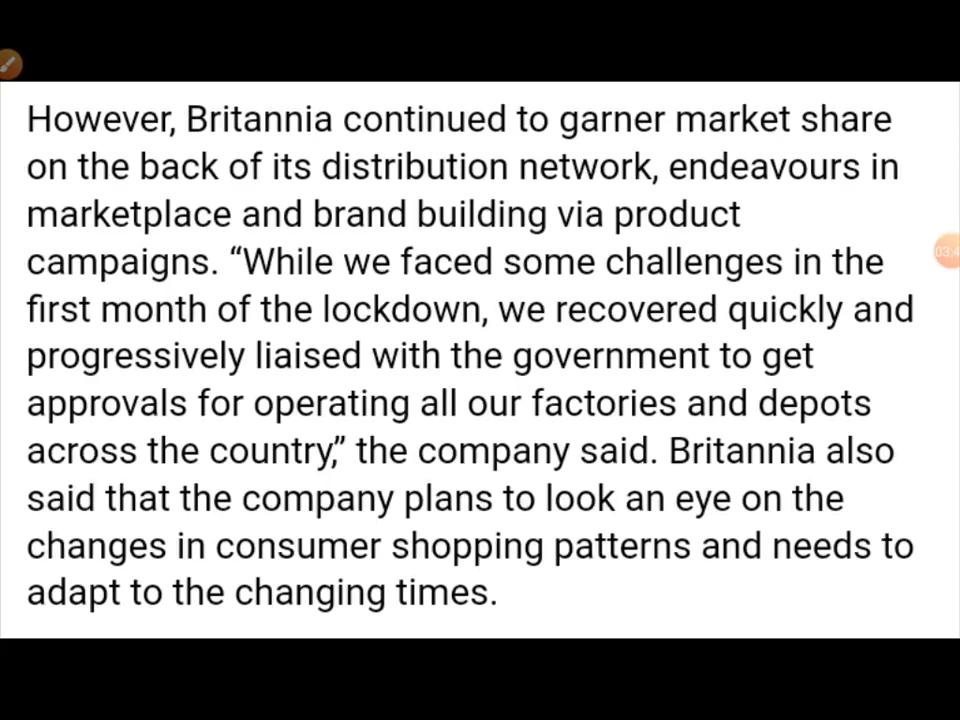 However, Britannia continued to garner market share
on the back of its distribution network, endeavours in
marketplace and brand building via product
campaigns. “While we faced some challenges in the
first month of the lockdown, we recovered quickly and
progressively liaised with the government to get
approvals for operating all our factories and depots
across the country,” the company said. Britannia also
said that the company plans to look an eye on the
changes in consumer shopping patterns and needs to
adapt to the changing times.